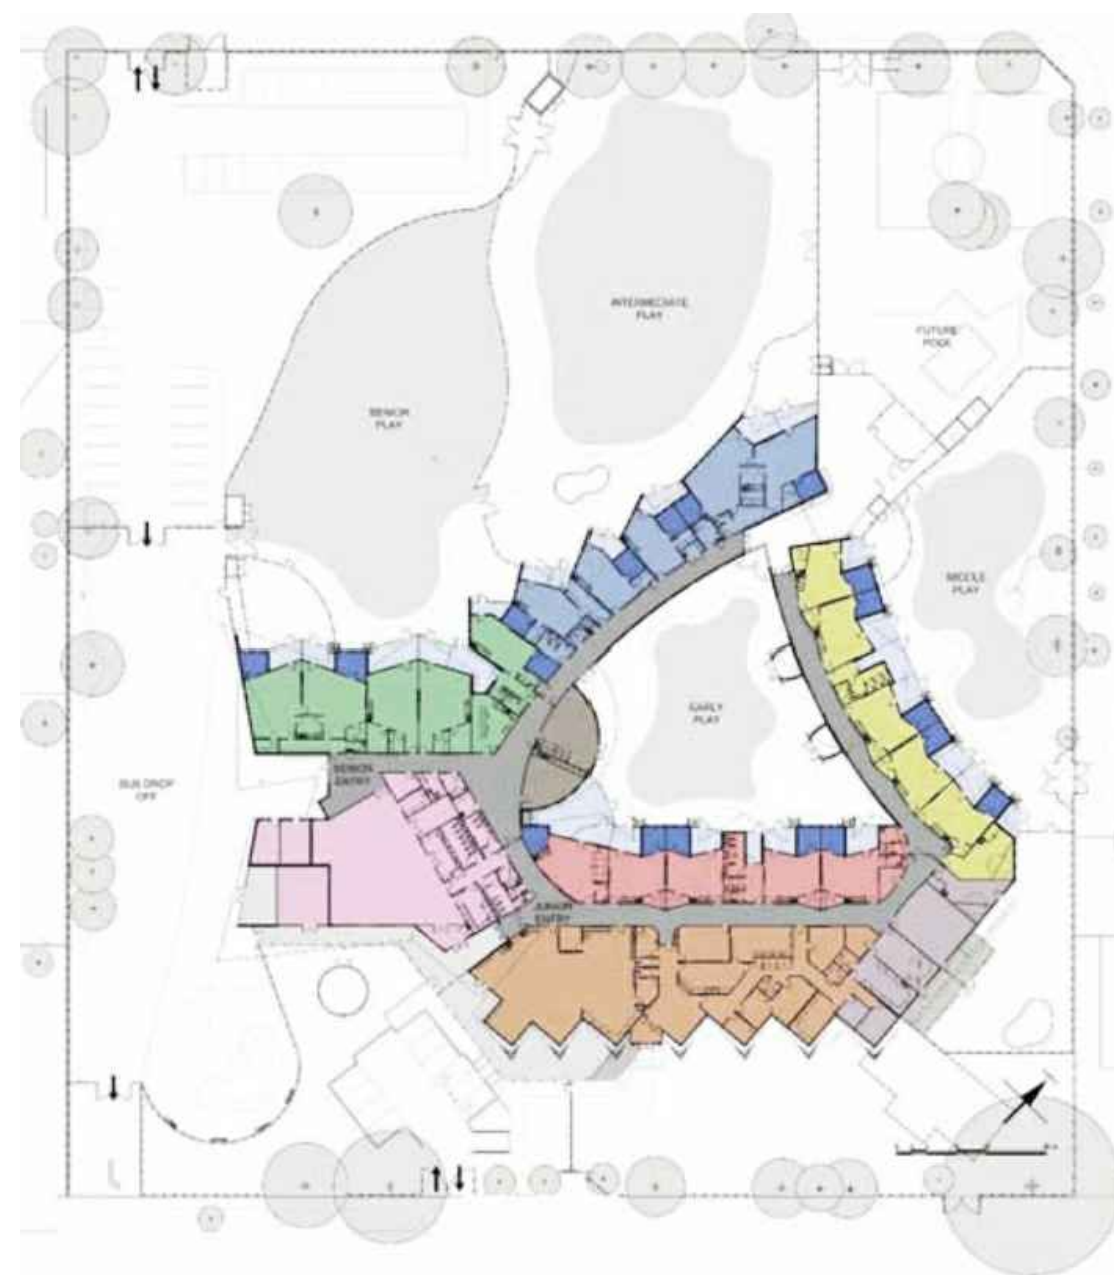 INTERMEDIATE
PLAY
FUTURE
POOL
SENIOR
PLAY
MIDDLE
PLAY
EARLY
PLAY
SENIOR
ENTRY
BUS DROP
OFF
JUNIOR
ENTRY